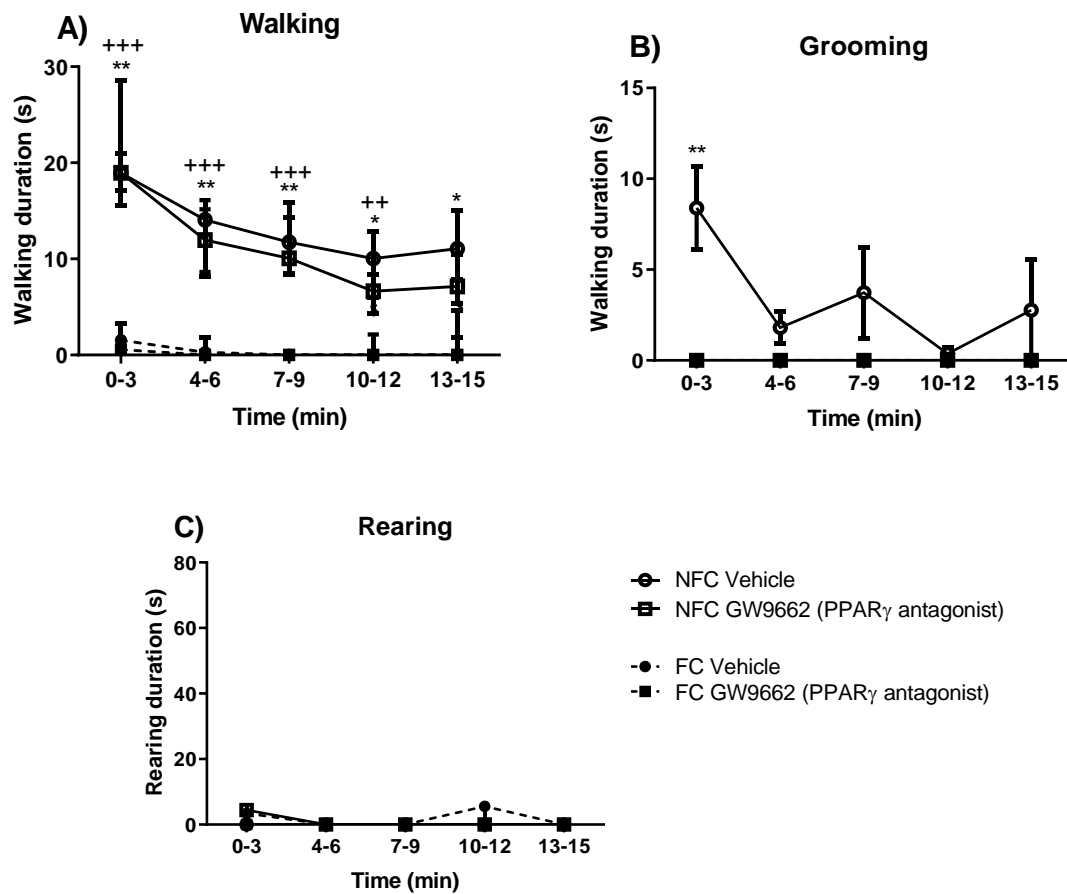 A) Walking
Walking duration (s)
30
20
10
0
+++
**
+++
**
+++
**
++
*
*
0-3 4-6 7-9 10-12 13-15
Time (min)
B) Grooming
Walking duration (s)
15
10
5
0
**
0-3 4-6 7-9 10-12 13-15
Time (min)
C) Rearing
Rearing duration (s)
80
60
40
20
0
0-3 4-6 7-9 10-12 13-15
Time (min)
NFC Vehicle
NFC GW9662 (PPARγ antagonist)
FC Vehicle
FC GW9662 (PPARγ antagonist)